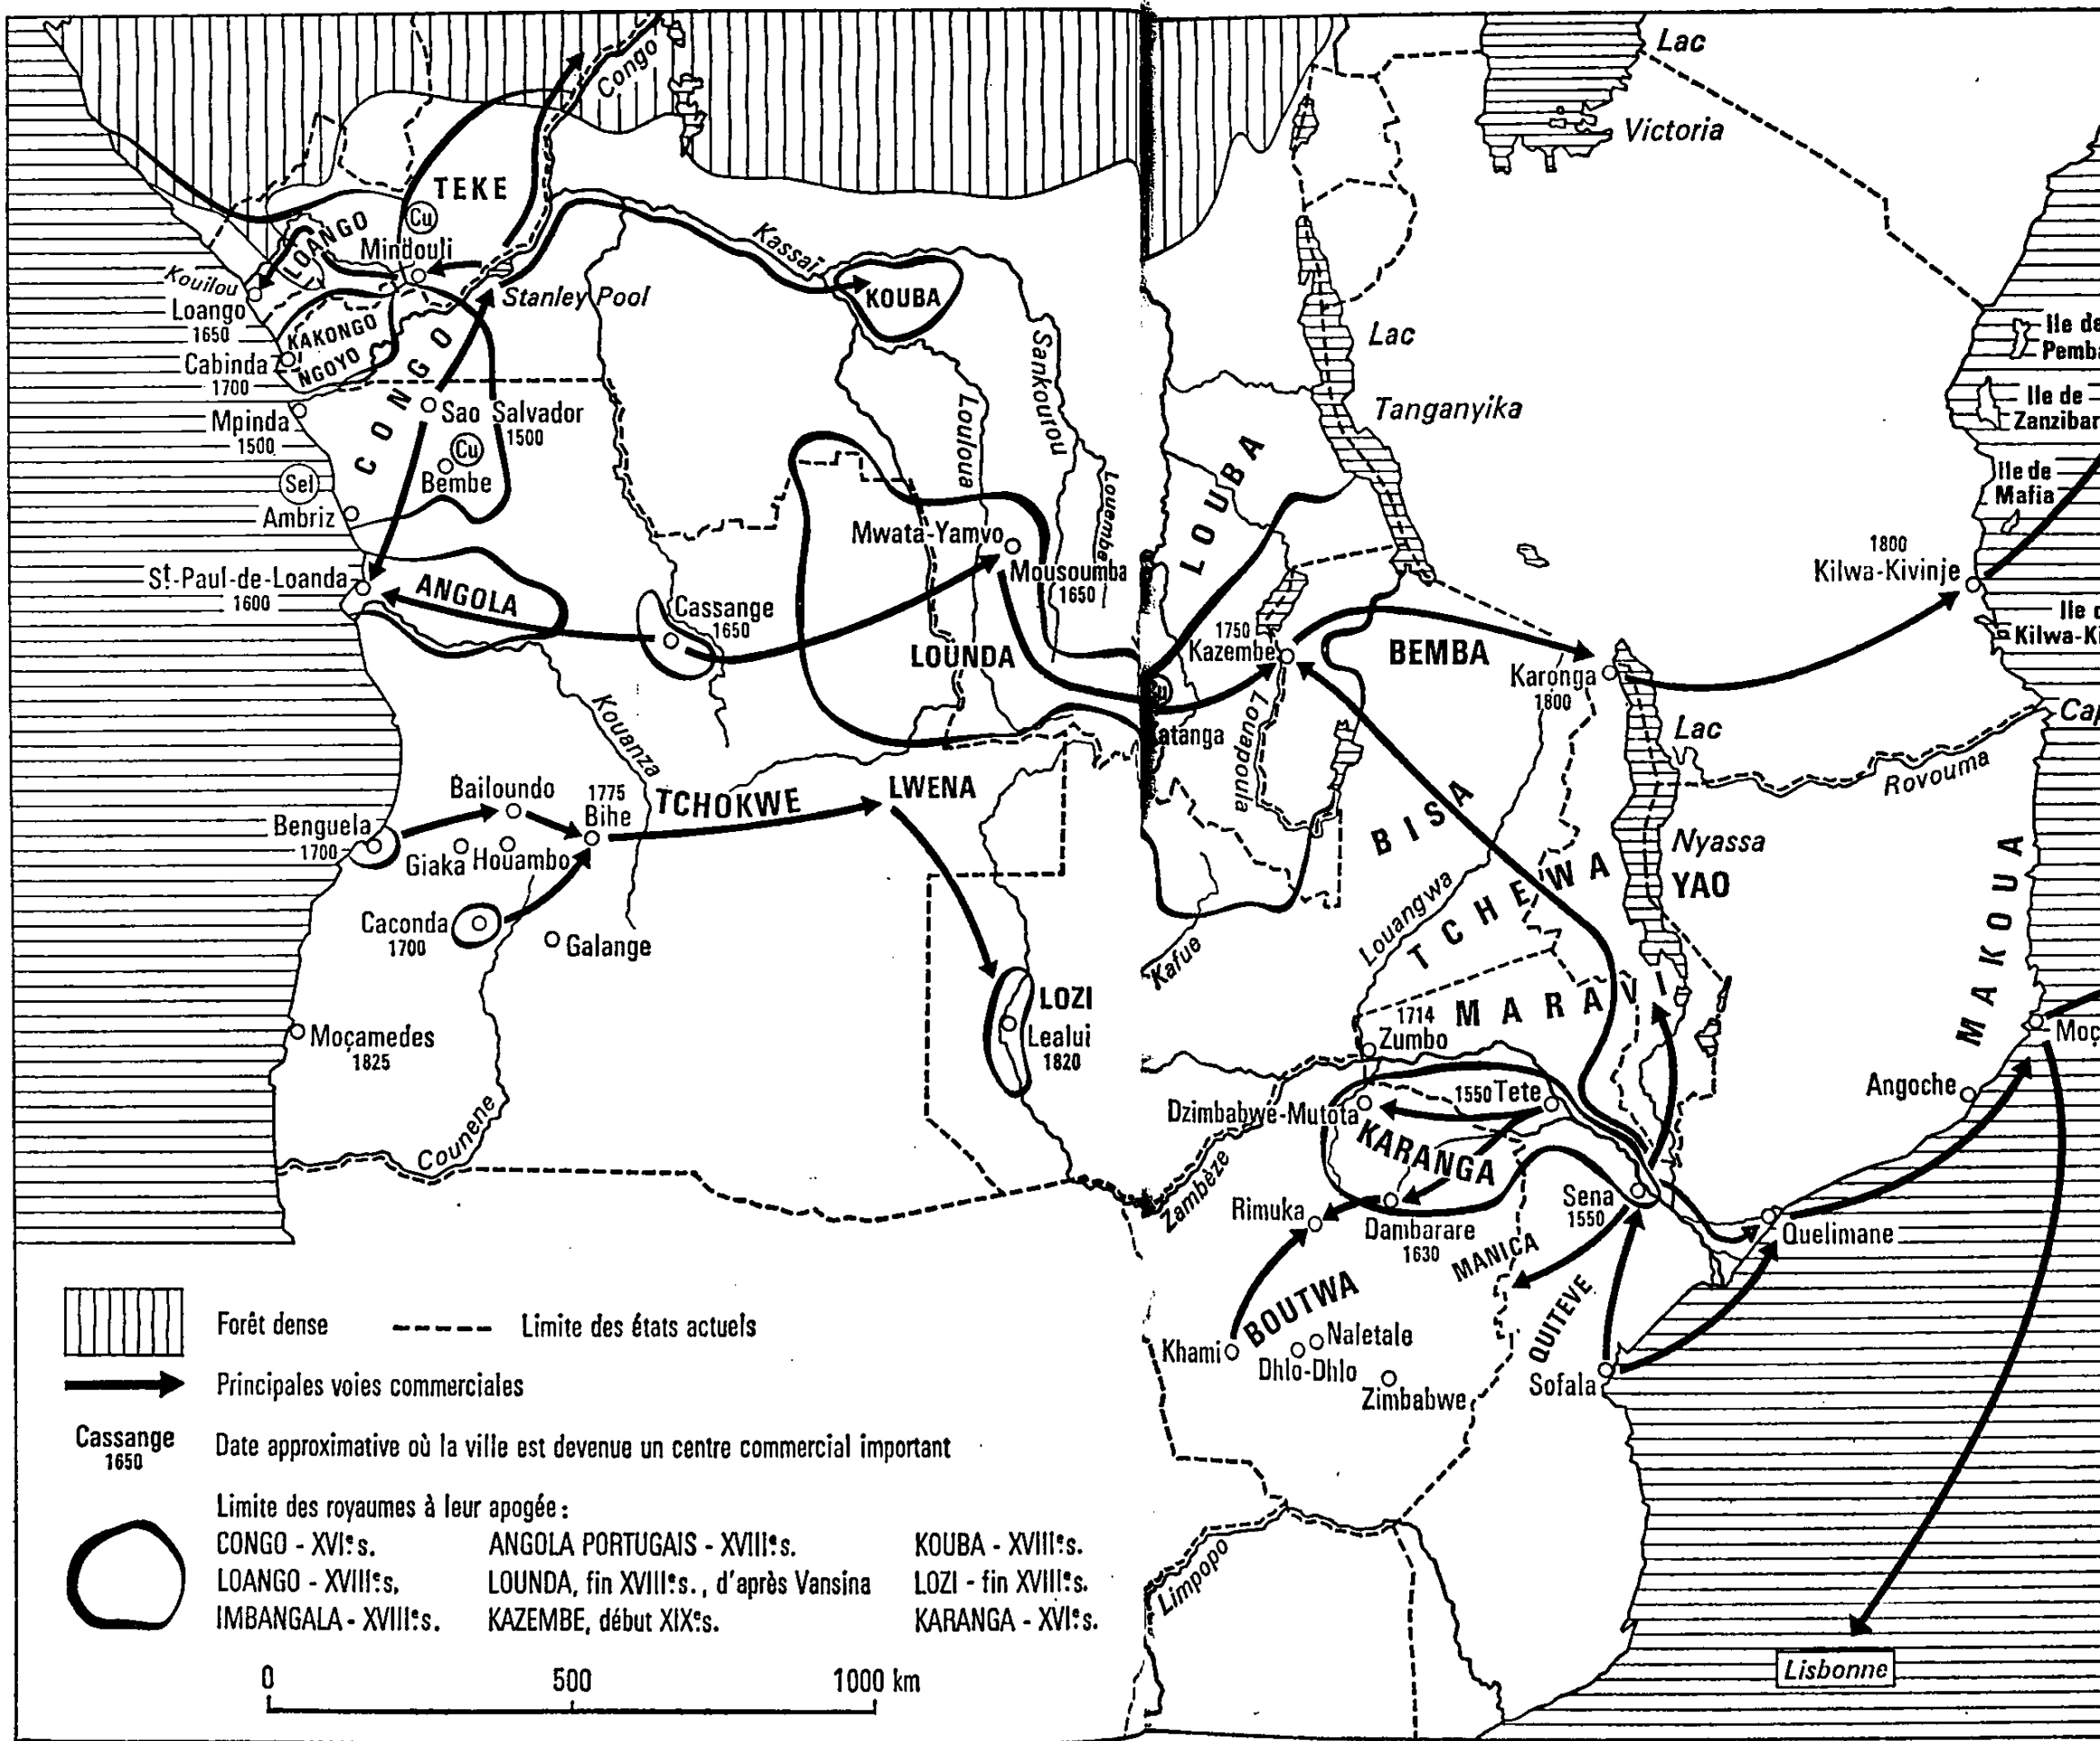 Lac
Victoria
Congo
TEKE
Cu
Mindouli
LOANGO
Kouilou
Loango
1650
KAKONGO
NGOYO
Cabinda
1700
Stanley Pool
Kassaï
KOUBA
Sankourou
Louloua
Louembe
CONGO
Mpinda
1500
Sao Salvador
1500
Cu
Bembe
Sel
Ambriz
St-Paul-de-Loanda
1600
ANGOLA
Cassange
1650
Mwata-Yamvo
Mousoumba
1650
LOUNDA
Kouanza
Bailoundo
1775
Bihe
TCHOKWE
LWENA
Benguela
1700
Giaka
Houambo
Caconda
1700
Galange
LOZI
Lealui
1820
Moçamedes
1825
Counene
Lac
Tanganyika
LOUBA
Ile de
Zanzibar
Ile de
Mafia
1800
Kilwa-Kivinje
1750
Kazembe
BEMBA
Karonga
1800
Louapoula
Lac
Nyassa
YAO
Rovouma
BISA
TCHEWA
Louangwa
Kafue
MARAVI
MAKOUA
1714
Zumbo
1550 Tete
Dzimbabwe-Mutota
KARANGA
Angoche
Zambèze
Rimuka
Dambarare
1630
Sena
1550
MANICA
Quelimane
QUITEVE
BOUTWA
Khami
Naletale
Dhlo-Dhlo
Zimbabwe
Sofala
Limpopo
Lisbonne
Forêt dense
Limite des états actuels
Principales voies commerciales
Cassange
1650
Date approximative où la ville est devenue un centre commercial important
Limite des royaumes à leur apogée :
CONGO - XVIe s. ANGOLA PORTUGAIS - XVIIIe s. KOUBA - XVIIIe s.
LOANGO - XVIIIe s. LOUNDA, fin XVIIIe s., d'après Vansina LOZI - fin XVIIIe s.
IMBANGALA - XVIIIe s. KAZEMBE, début XIXe s. KARANGA - XVIe s.
0 500 1000 km